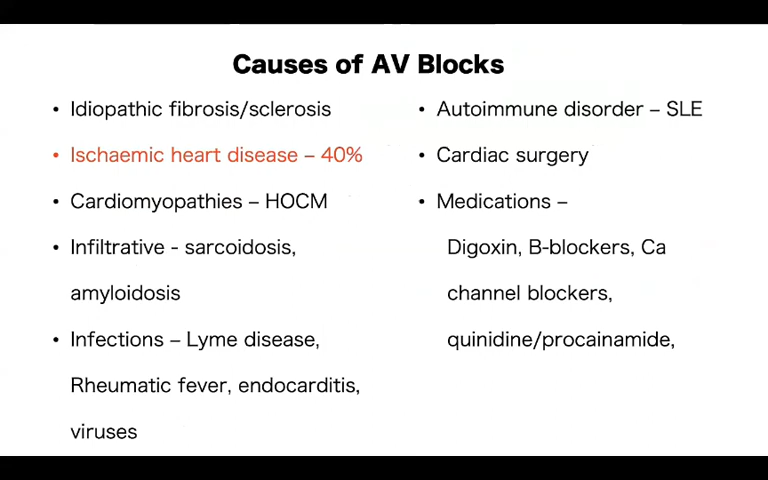 Causes of AV Blocks
• Idiopathic fibrosis/sclerosis
• Ischaemic heart disease – 40%
• Cardiomyopathies – HOCM
• Infiltrative - sarcoidosis,
amyloidosis
• Infections – Lyme disease,
Rheumatic fever, endocarditis,
viruses
• Autoimmune disorder – SLE
• Cardiac surgery
• Medications –
Digoxin, B-blockers, Ca
channel blockers,
quinidine/procainamide,